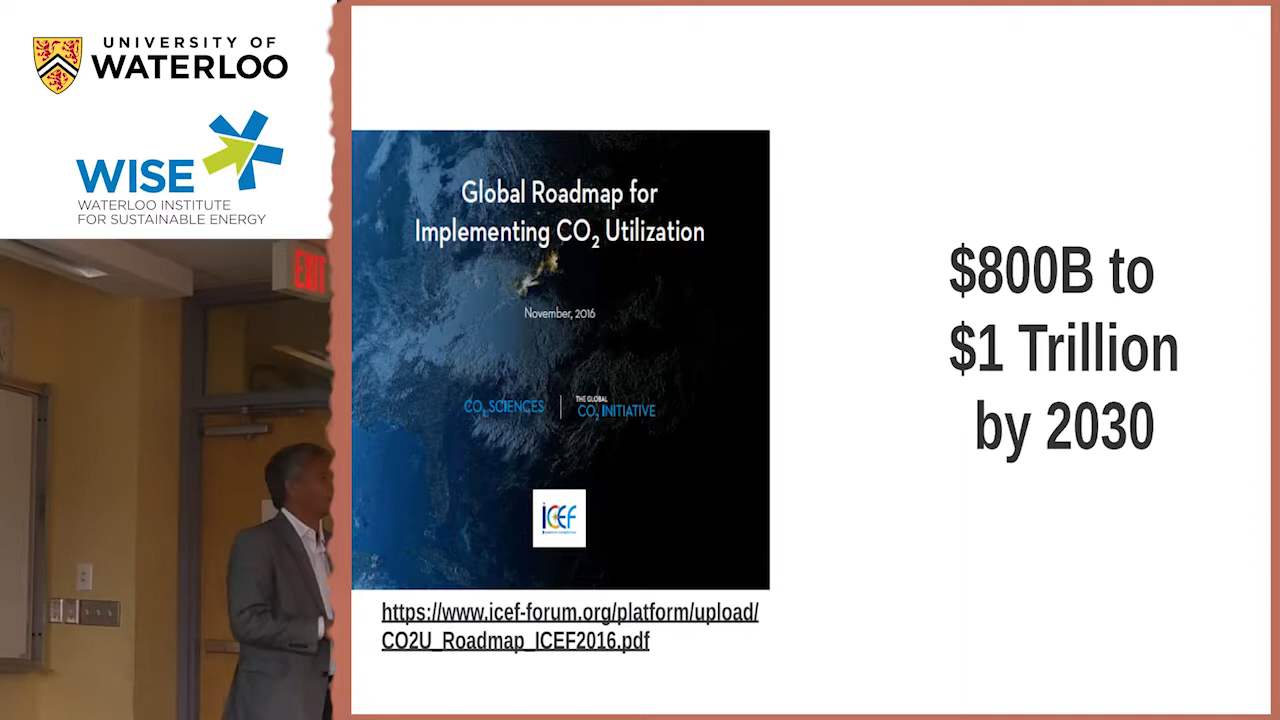 UNIVERSITY OF
WATERLOO
WISE
WATERLOO INSTITUTE
FOR SUSTAINABLE ENERGY
EXIT
Global Roadmap for
Implementing CO₂ Utilization
November, 2016
CO₂ SCIENCES
THE GLOBAL
CO₂ INITIATIVE
ICEF
https://www.icef-forum.org/platform/upload/
CO2U_Roadmap_ICEF2016.pdf
$800B to
$1 Trillion
by 2030